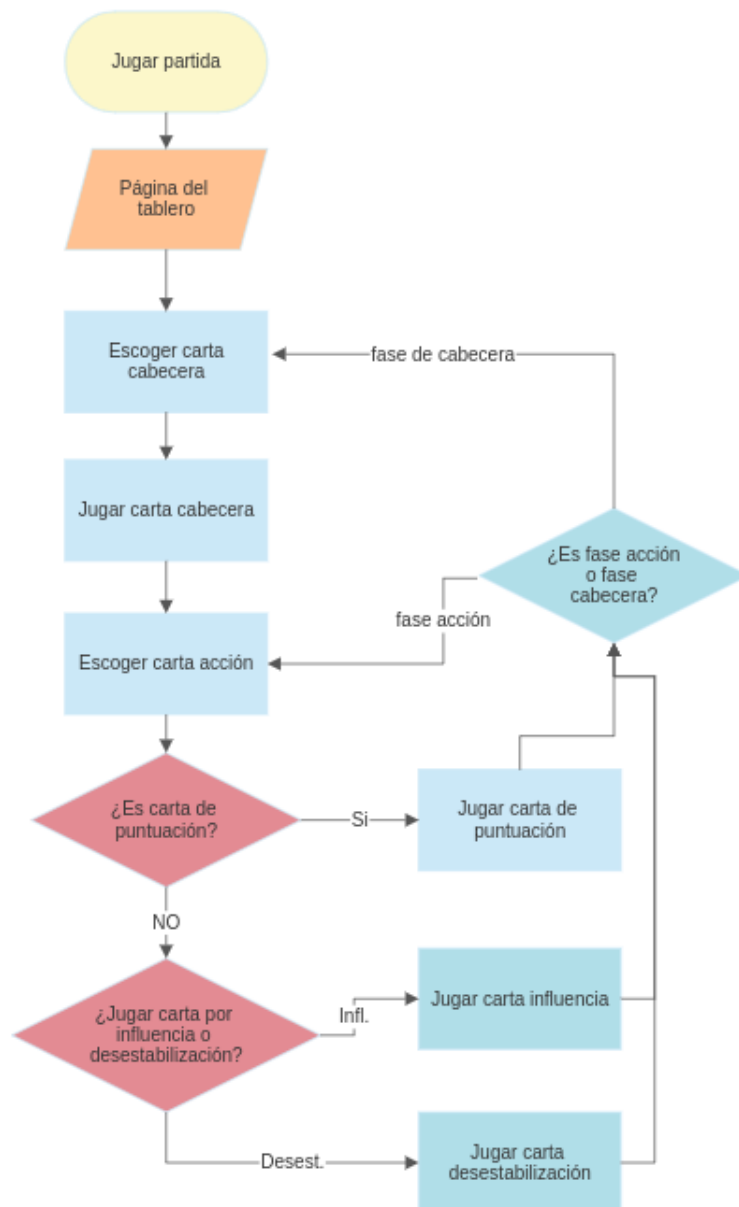 Jugar partida
Página del
tablero
Escoger carta
cabecera
fase de cabecera
Jugar carta cabecera
¿Es fase acción
o fase
cabecera?
fase acción
Escoger carta acción
¿Es carta de
puntuación?
Si
Jugar carta de
puntuación
NO
¿Jugar carta por
influencia o
desestabilización?
Infl.
Jugar carta influencia
Desest.
Jugar carta
desestabilización